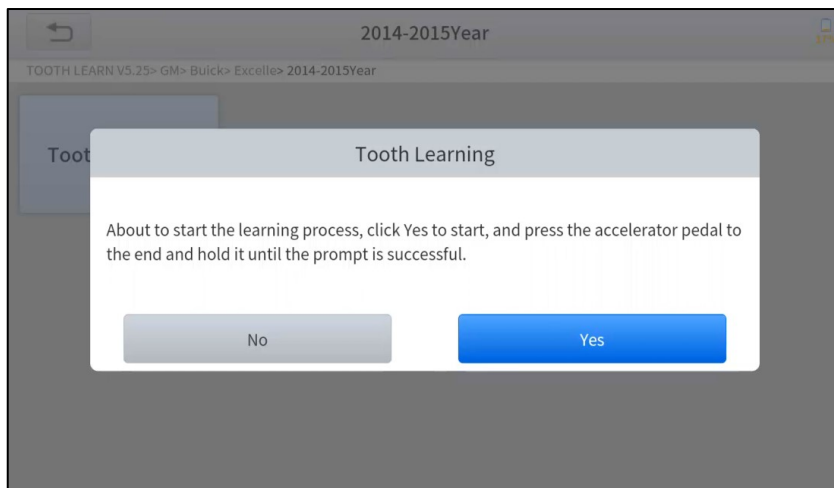 2014-2015Year
TOOTH LEARN V5.25> GM> Buick> Excelle> 2014-2015Year
Toot
Tooth Learning
About to start the learning process, click Yes to start, and press the accelerator pedal to
the end and hold it until the prompt is successful.
No
Yes